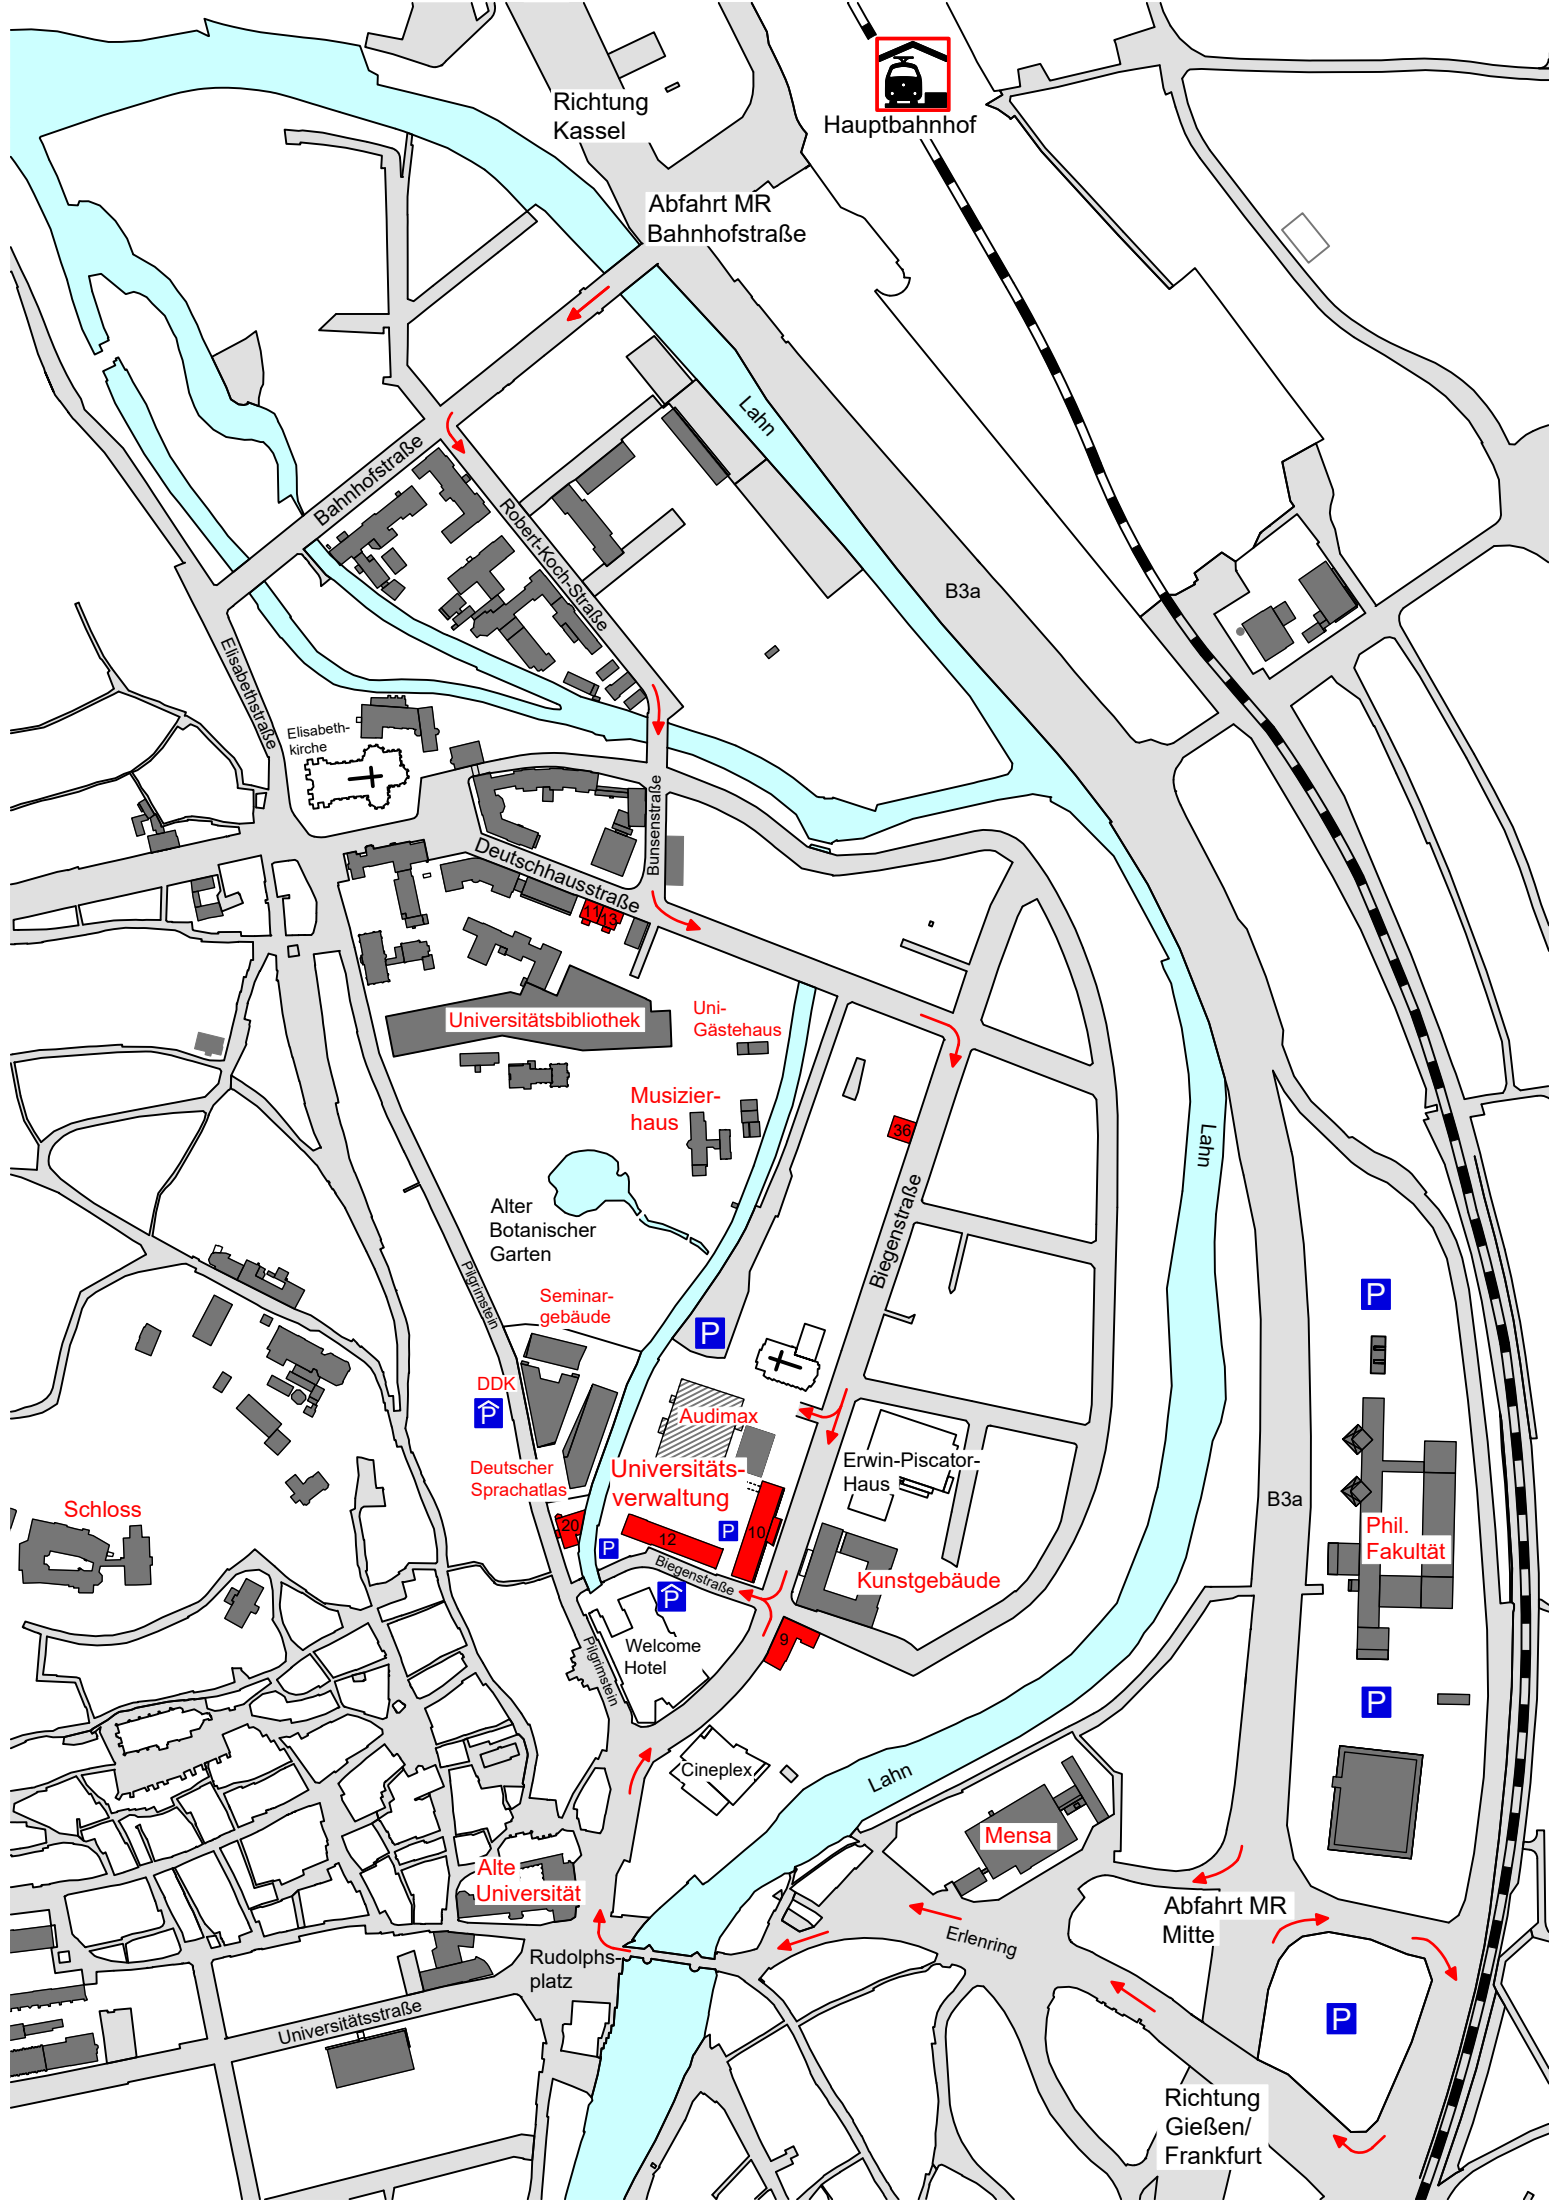 Richtung
Kassel
Hauptbahnhof
Abfahrt MR
Bahnhofstraße
Lahn
Bahnhofstraße
Robert-Koch-Straße
B3a
Elisabethstraße
Elisabeth-
kirche
Bunsenstraße
Deutschhausstraße
11
13
Universitätsbibliothek
Uni-
Gästehaus
Musizier-
haus
36
Lahn
Alter
Botanischer
Garten
Biegenstraße
Pilgrimstein
Seminar-
gebäude
P
P
DDK
P
Audimax
Deutscher
Sprachatlas
Universitäts-
verwaltung
Erwin-Piscator-
Haus
B3a
Schloss
20
12
P
10
P
Phil.
Fakultät
Biegenstraße
P
Kunstgebäude
9
Welcome
Hotel
Pilgrimstein
P
Cineplex
Lahn
Mensa
Alte
Universität
Abfahrt MR
Mitte
Erlenring
Rudolphs-
platz
Universitätsstraße
P
Richtung
Gießen/
Frankfurt